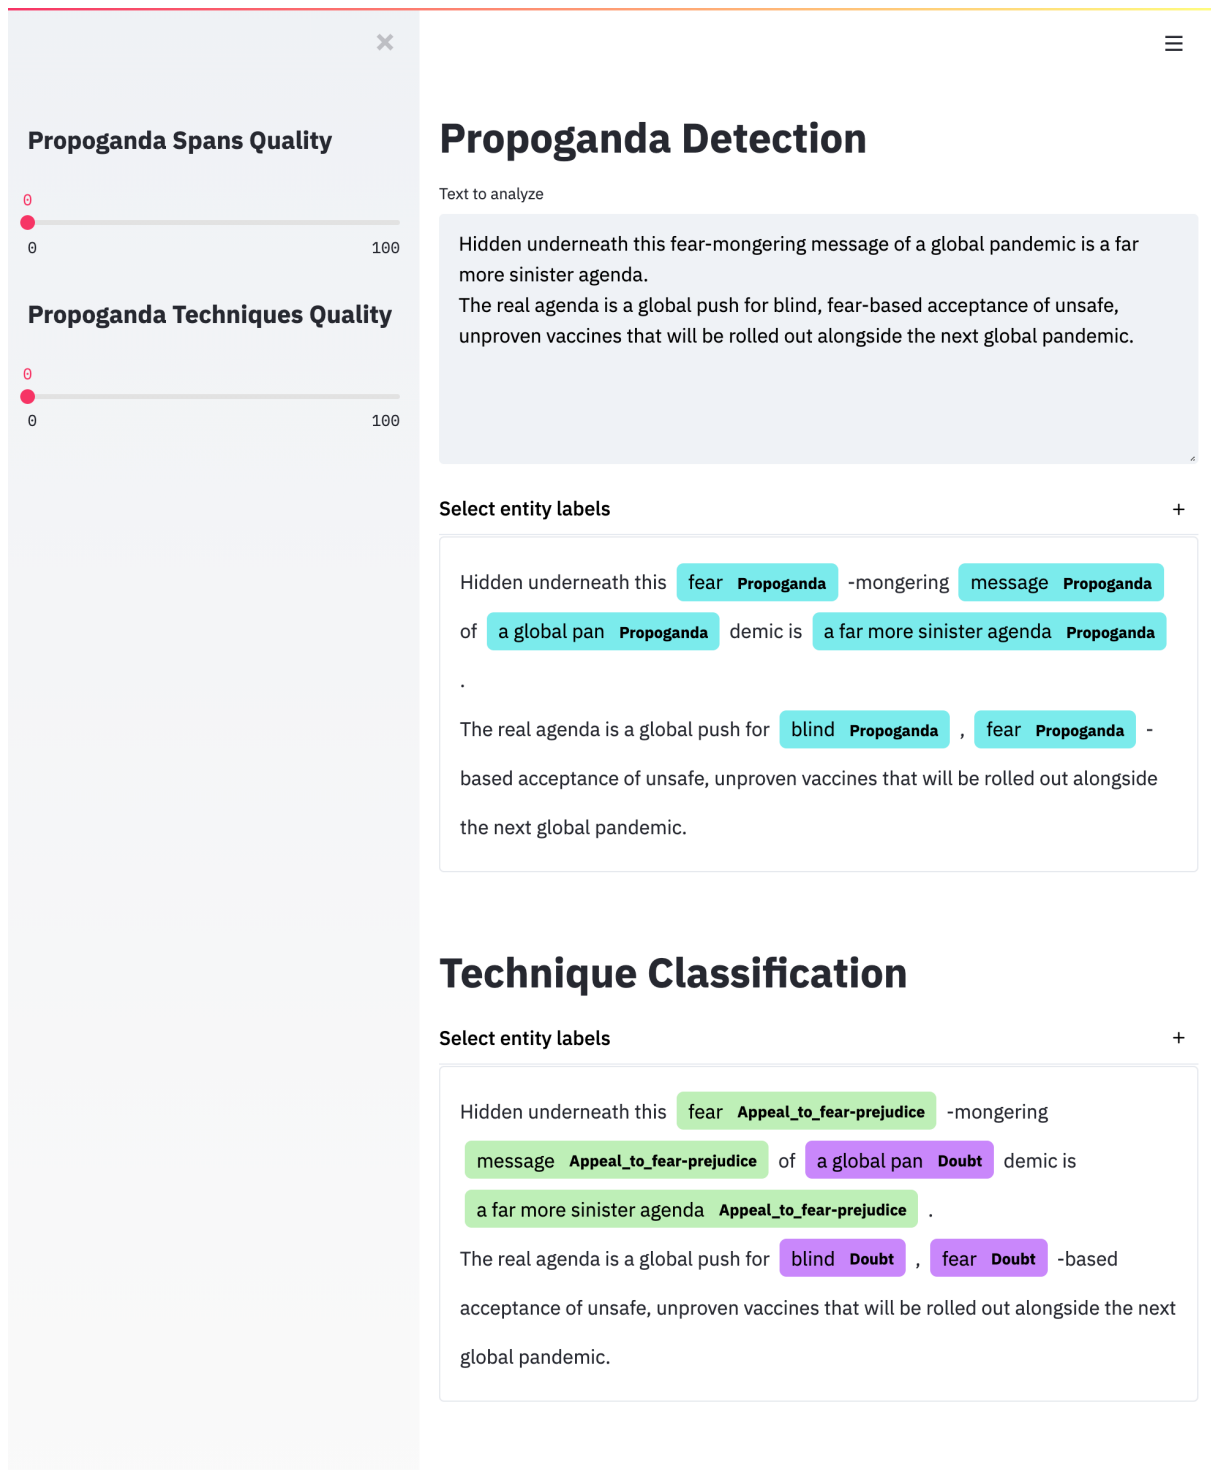 Propoganda Spans Quality
0
0 100
Propoganda Techniques Quality
0
0 100
Propoganda Detection
Text to analyze
Hidden underneath this fear-mongering message of a global pandemic is a far
more sinister agenda.
The real agenda is a global push for blind, fear-based acceptance of unsafe,
unproven vaccines that will be rolled out alongside the next global pandemic.
Select entity labels +
Hidden underneath this fear Propoganda -mongering message Propoganda
of a global pan Propoganda demic is a far more sinister agenda Propoganda
.
The real agenda is a global push for blind Propoganda , fear Propoganda -
based acceptance of unsafe, unproven vaccines that will be rolled out alongside
the next global pandemic.
Technique Classification
Select entity labels +
Hidden underneath this fear Appeal_to_fear-prejudice -mongering
message Appeal_to_fear-prejudice of a global pan Doubt demic is
a far more sinister agenda Appeal_to_fear-prejudice .
The real agenda is a global push for blind Doubt , fear Doubt -based
acceptance of unsafe, unproven vaccines that will be rolled out alongside the next
global pandemic.